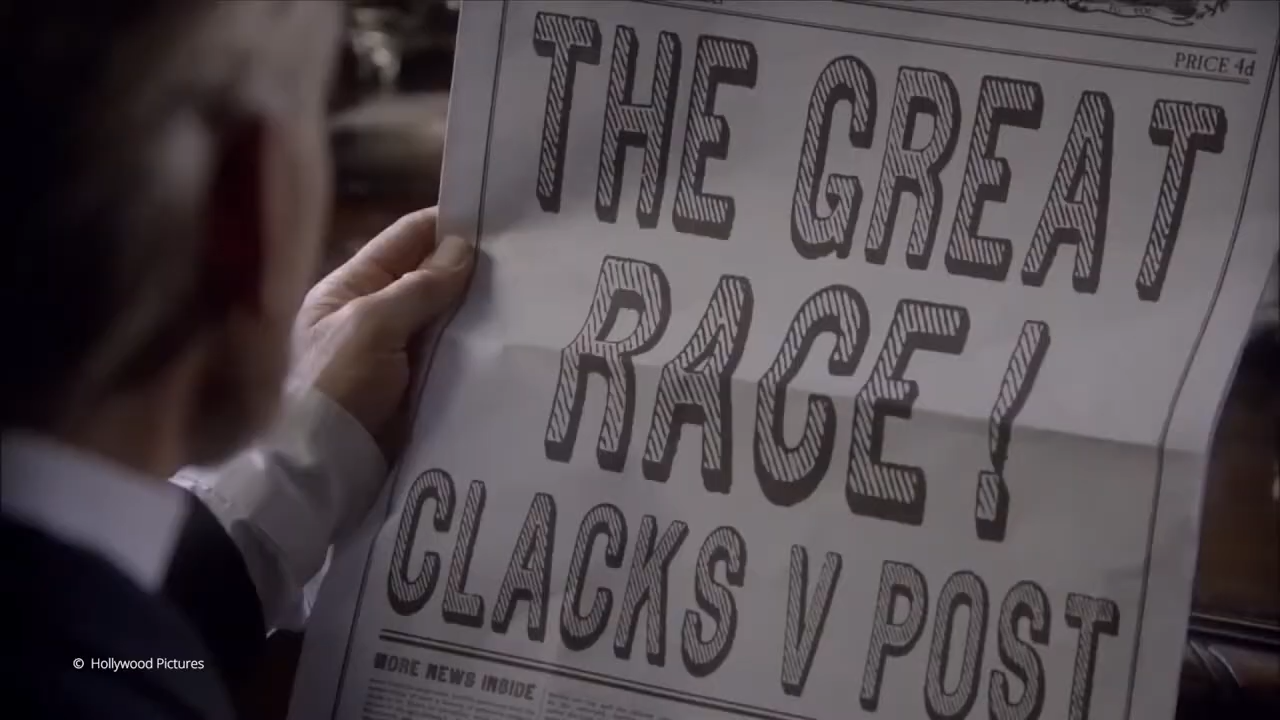 PRICE 4d
THE GREAT
RACE!
CLACKS V POST
MORE NEWS INSIDE
© Hollywood Pictures